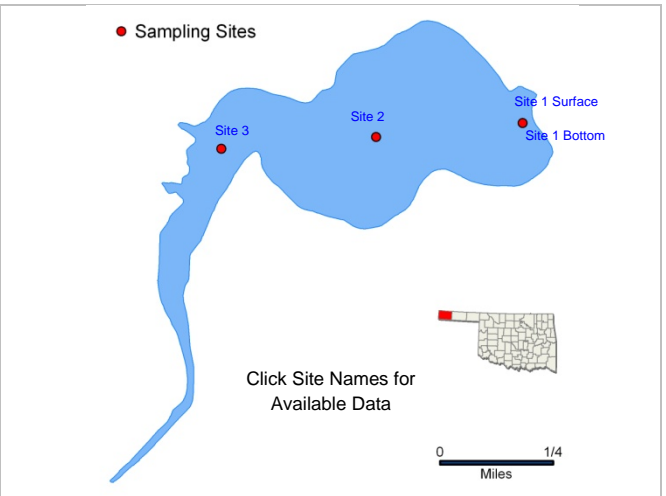 Sampling Sites
Site 1 Surface
Site 2
Site 3
Site 1 Bottom
Click Site Names for
Available Data
0 1/4
Miles